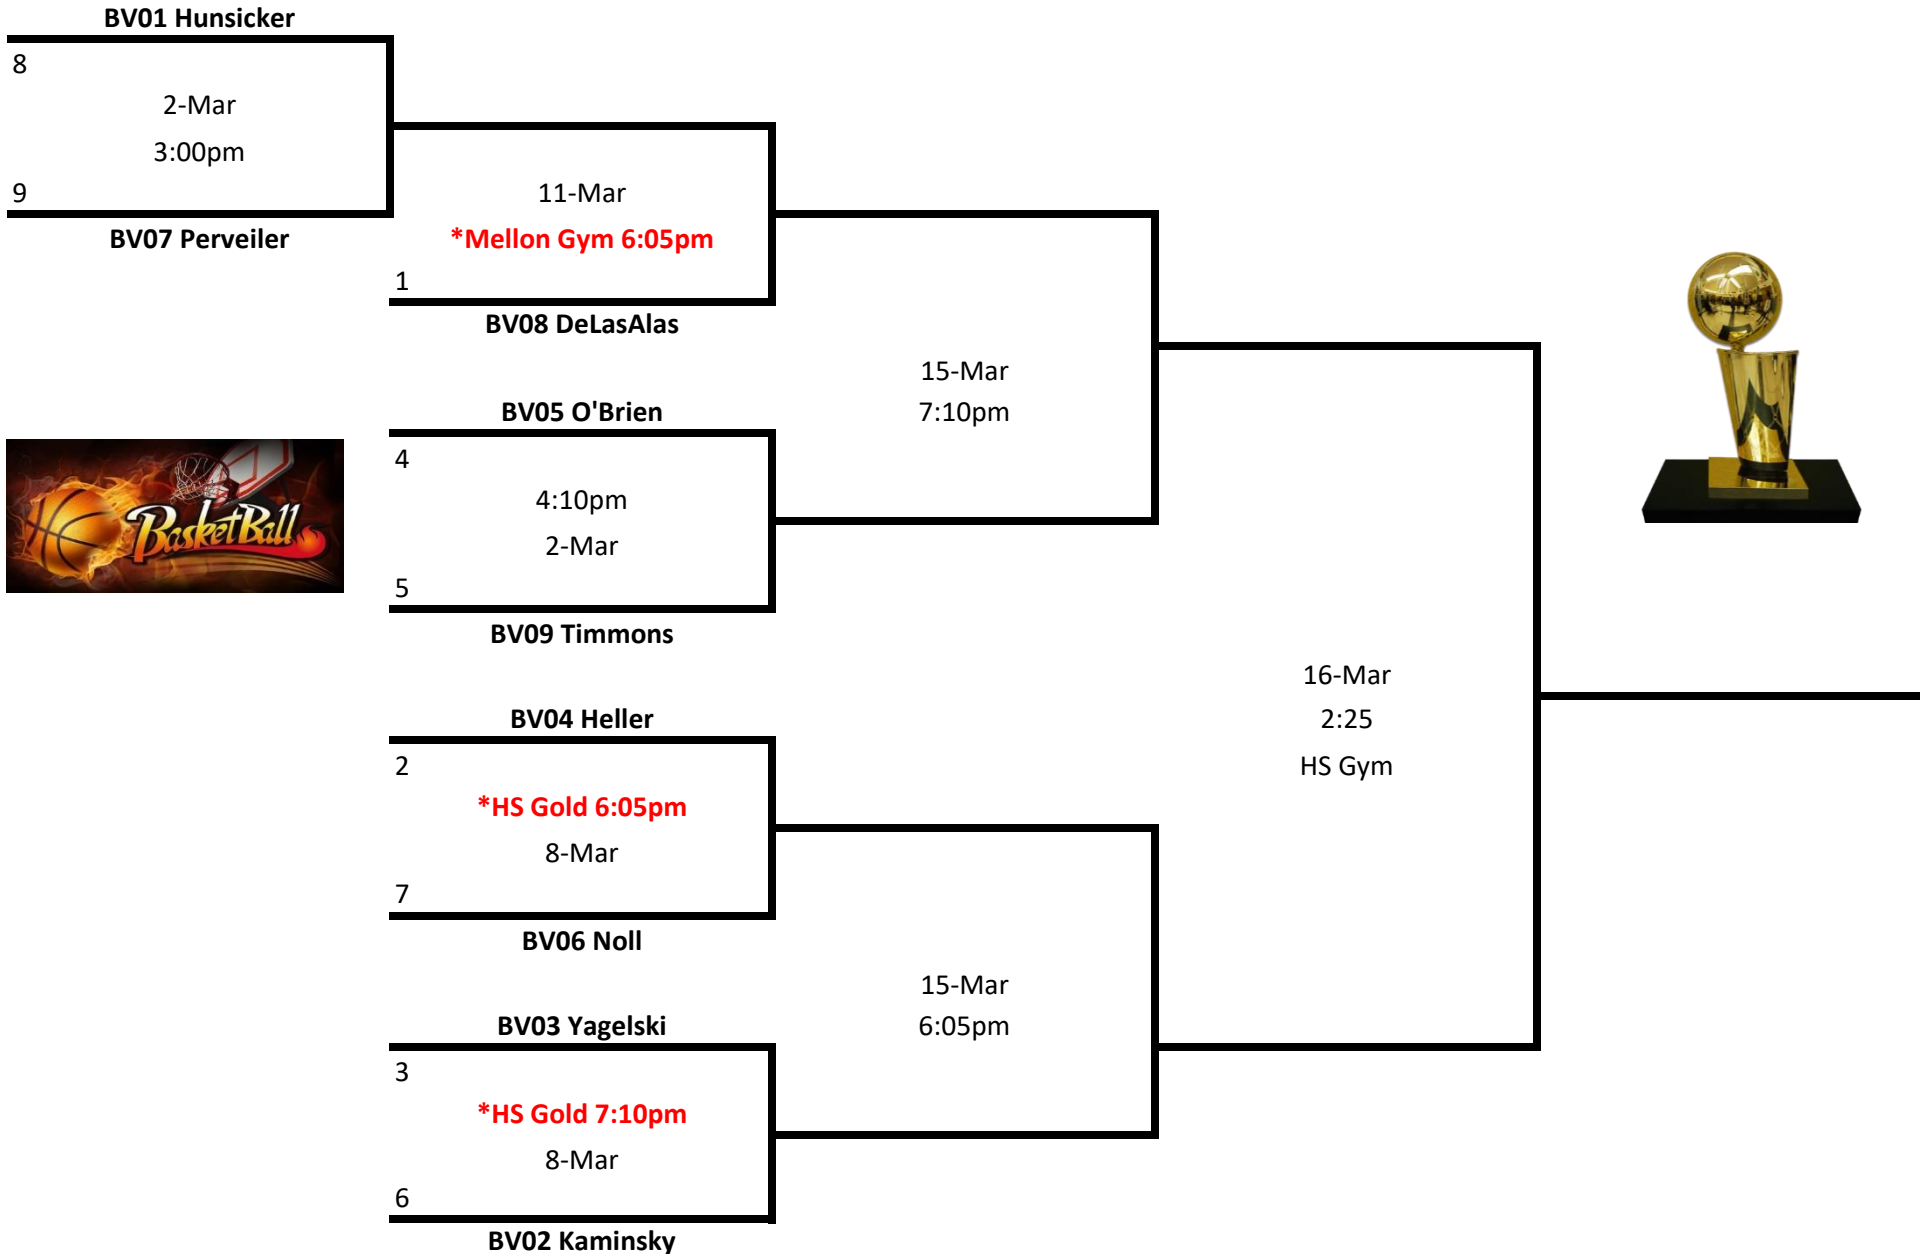 BV01 Hunsicker
8
2-Mar
3:00pm
9
BV07 Perveiler
11-Mar
*Mellon Gym 6:05pm
1
BV08 DeLasAlas
15-Mar
7:10pm
BV05 O'Brien
4
4:10pm
2-Mar
5
BV09 Timmons
BasketBall
16-Mar
2:25
HS Gym
BV04 Heller
2
*HS Gold 6:05pm
8-Mar
7
BV06 Noll
15-Mar
6:05pm
BV03 Yagelski
3
*HS Gold 7:10pm
8-Mar
6
BV02 Kaminsky